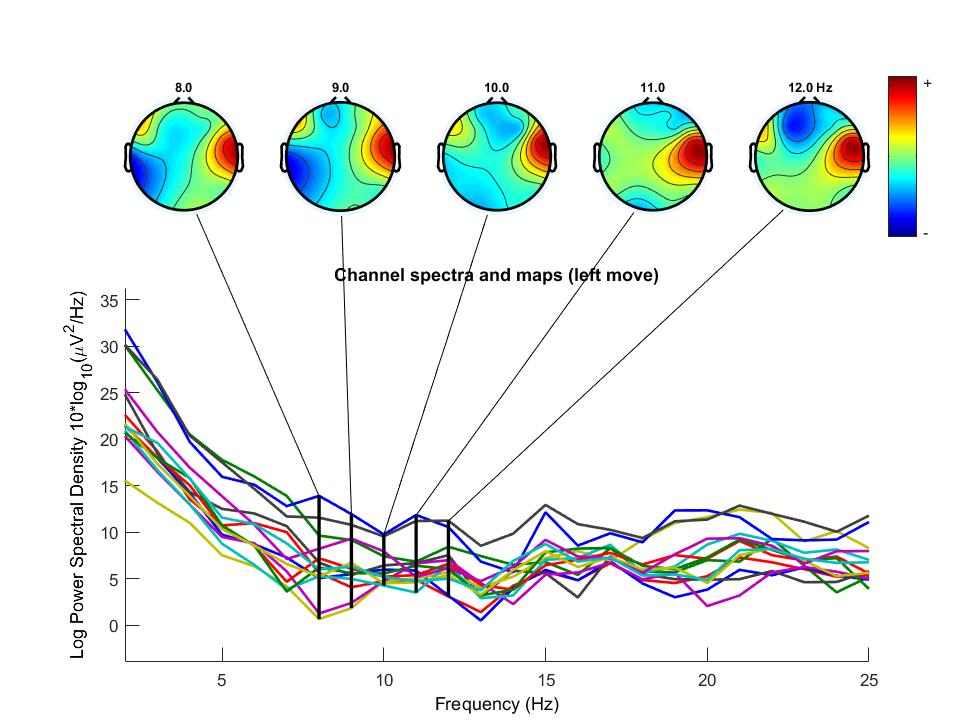 8.0 9.0 10.0 11.0 12.0 Hz
+
-
Channel spectra and maps (left move)
Log Power Spectral Density 10*log10(μV2/Hz)
35
30
25
20
15
10
5
0
5 10 15 20 25
Frequency (Hz)